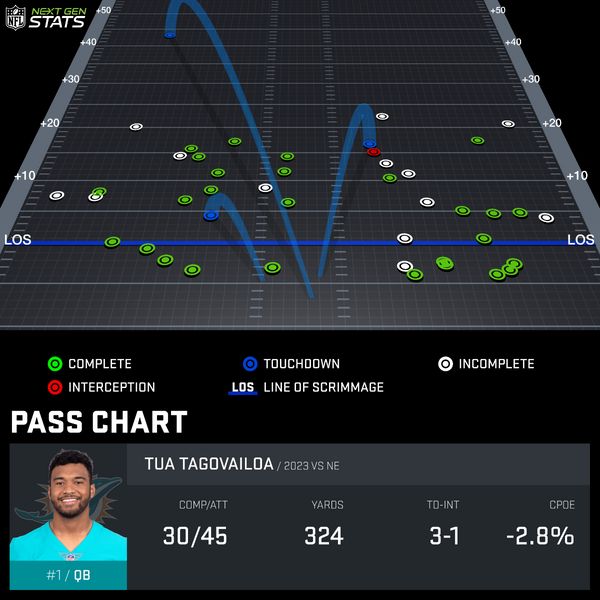 NFL NEXT GEN STATS
+50 +50
+40 +40
+30 +30
+20 +20
+10 +10
LOS LOS
COMPLETE TOUCHDOWN INCOMPLETE
INTERCEPTION LOS LINE OF SCRIMMAGE
PASS CHART
TUA TAGOVAILOA / 2023 VS NE
COMP/ATT YARDS TD-INT CPOE
30/45 324 3-1 -2.8%
#1 / QB